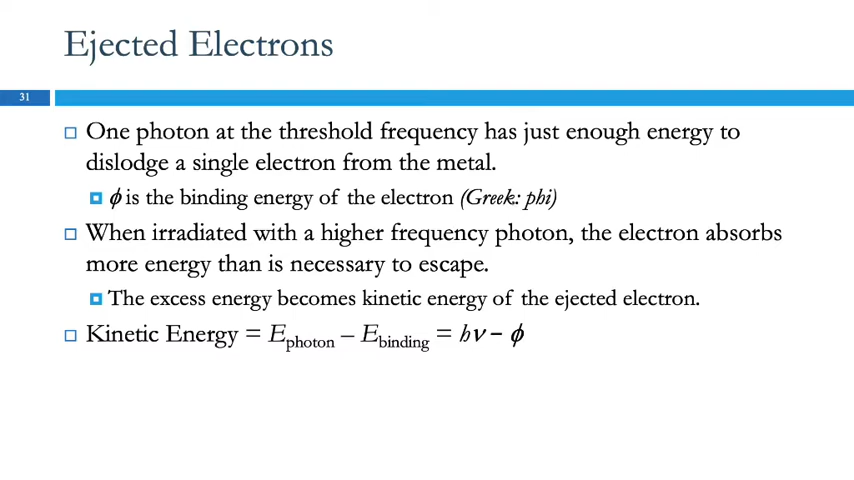 Ejected Electrons
31
One photon at the threshold frequency has just enough energy to
dislodge a single electron from the metal.
ϕ is the binding energy of the electron (Greek: phi)
When irradiated with a higher frequency photon, the electron absorbs
more energy than is necessary to escape.
The excess energy becomes kinetic energy of the ejected electron.
Kinetic Energy = Ephoton – Ebinding = hν – ϕ